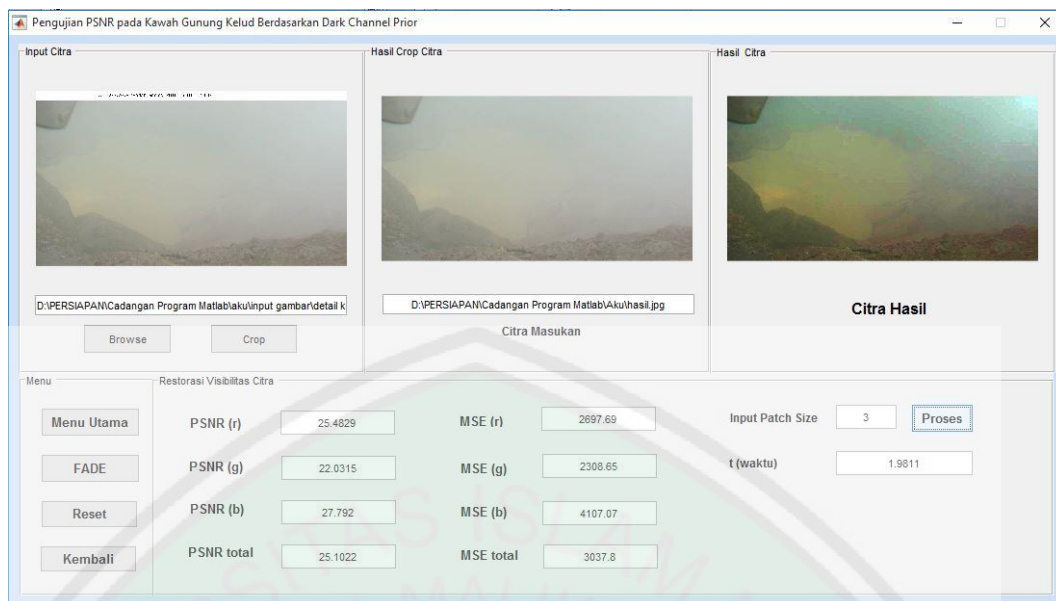 Pengujian PSNR pada Kawah Gunung Kelud Berdasarkan Dark Channel Prior
Input Citra
D:\PERSIAPAN\Cadangan Program Matlab\aku\input gambar\detail k
Browse
Crop
Hasil Crop Citra
D:\PERSIAPAN\Cadangan Program Matlab\Aku\hasil.jpg
Citra Masukan
Hasil Citra
Citra Hasil
Menu
Menu Utama
FADE
Reset
Kembali
Restorasi Visibilitas Citra
PSNR (r) 25.4829
PSNR (g) 22.0315
PSNR (b) 27.792
PSNR total 25.1022
MSE (r) 2697.69
MSE (g) 2308.65
MSE (b) 4107.07
MSE total 3037.8
Input Patch Size 3 Proses
t (waktu) 1.9811